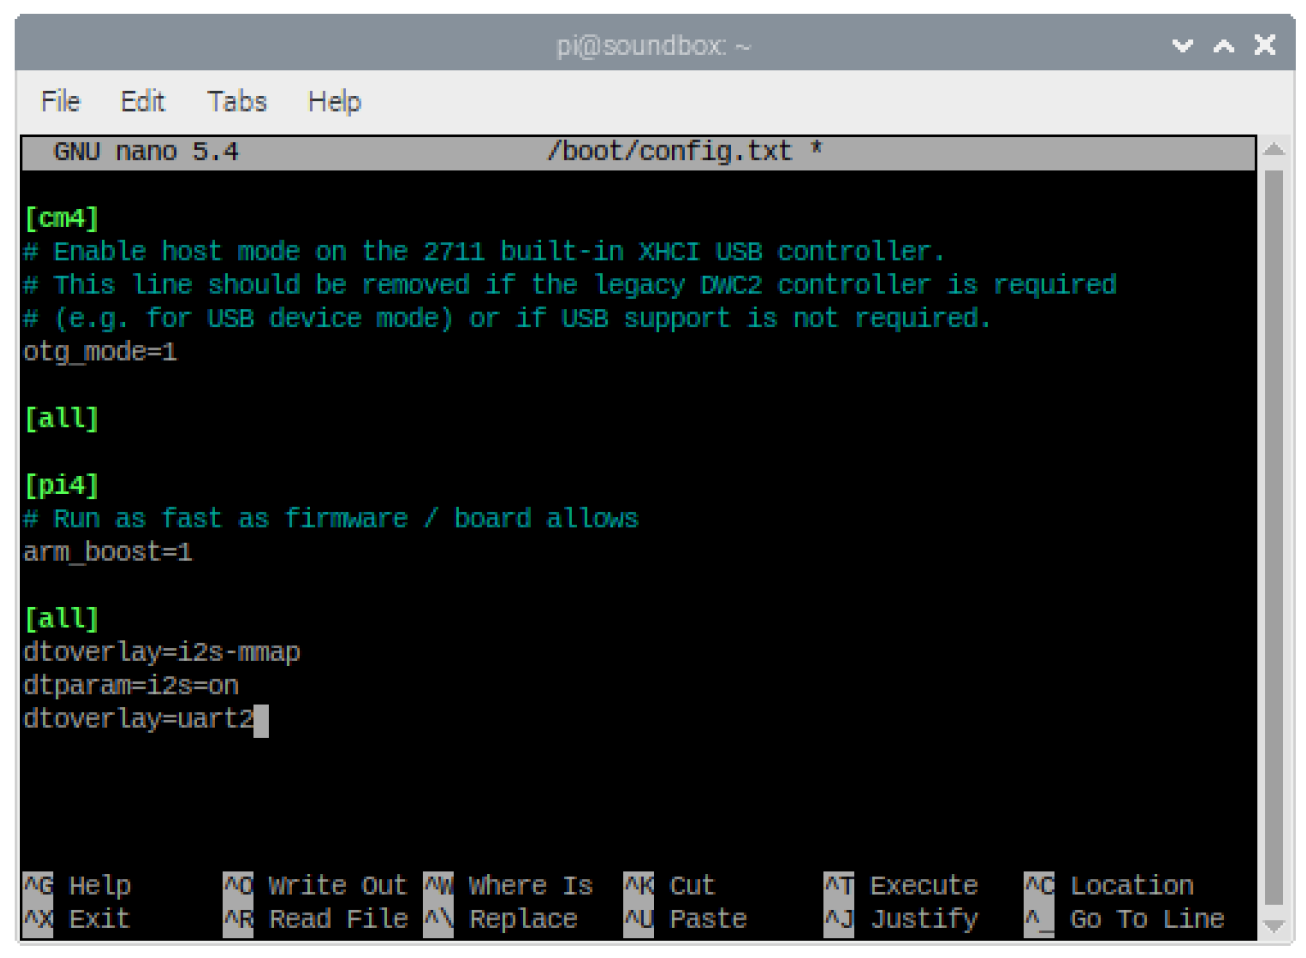 pi@soundbox: ~
File Edit Tabs Help
GNU nano 5.4 /boot/config.txt *
[cm4]
# Enable host mode on the 2711 built-in XHCI USB controller.
# This line should be removed if the legacy DWC2 controller is required
# (e.g. for USB device mode) or if USB support is not required.
otg_mode=1
[all]
[pi4]
# Run as fast as firmware / board allows
arm_boost=1
[all]
dtoverlay=i2s-mmap
dtparam=i2s=on
dtoverlay=uart2
^G Help ^O Write Out ^W Where Is ^K Cut ^T Execute ^C Location
^X Exit ^R Read File ^\ Replace ^U Paste ^J Justify ^_ Go To Line